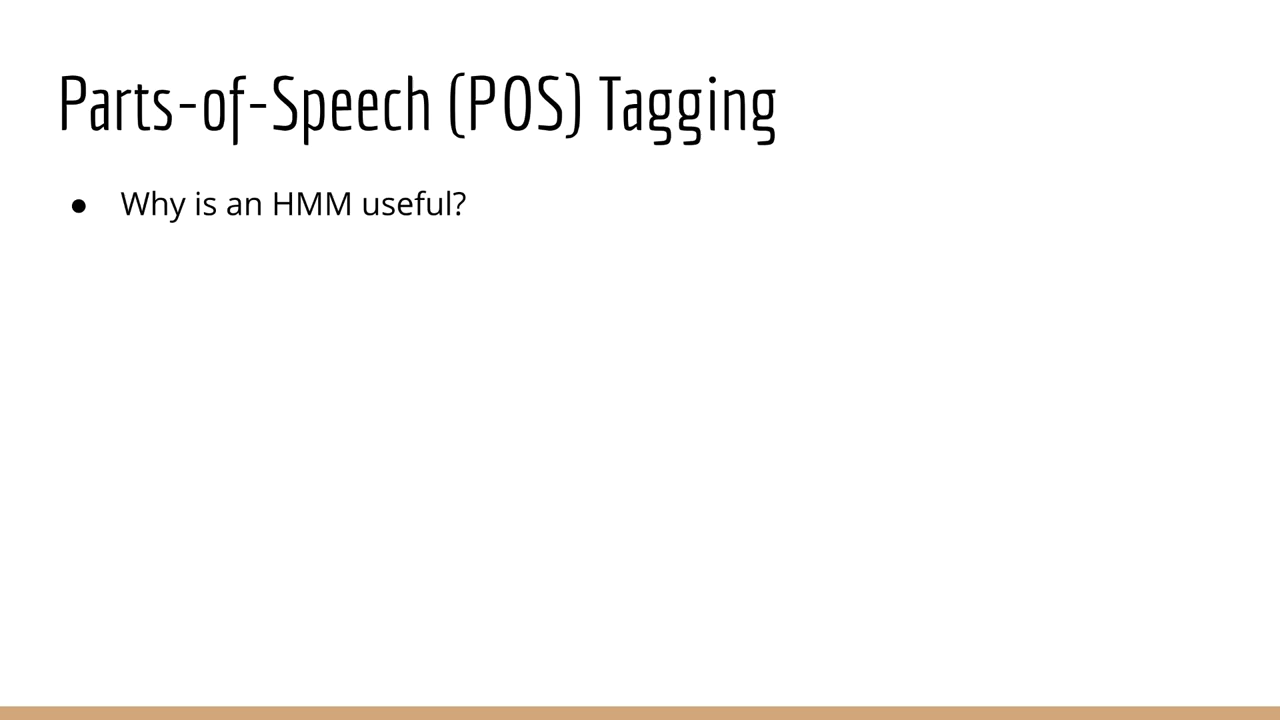 Parts-of-Speech (POS) Tagging
● Why is an HMM useful?